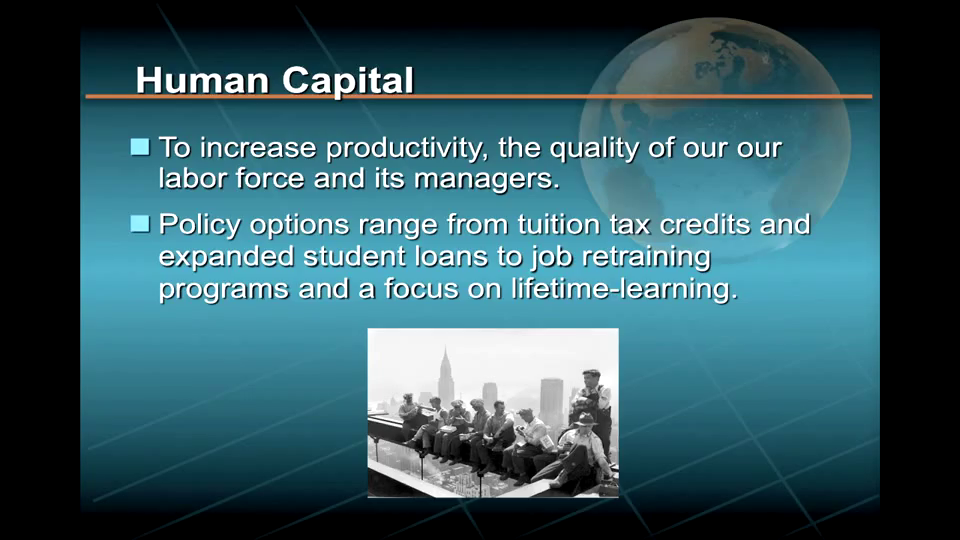 Human Capital
To increase productivity, the quality of our our
labor force and its managers.
Policy options range from tuition tax credits and
expanded student loans to job retraining
programs and a focus on lifetime-learning.